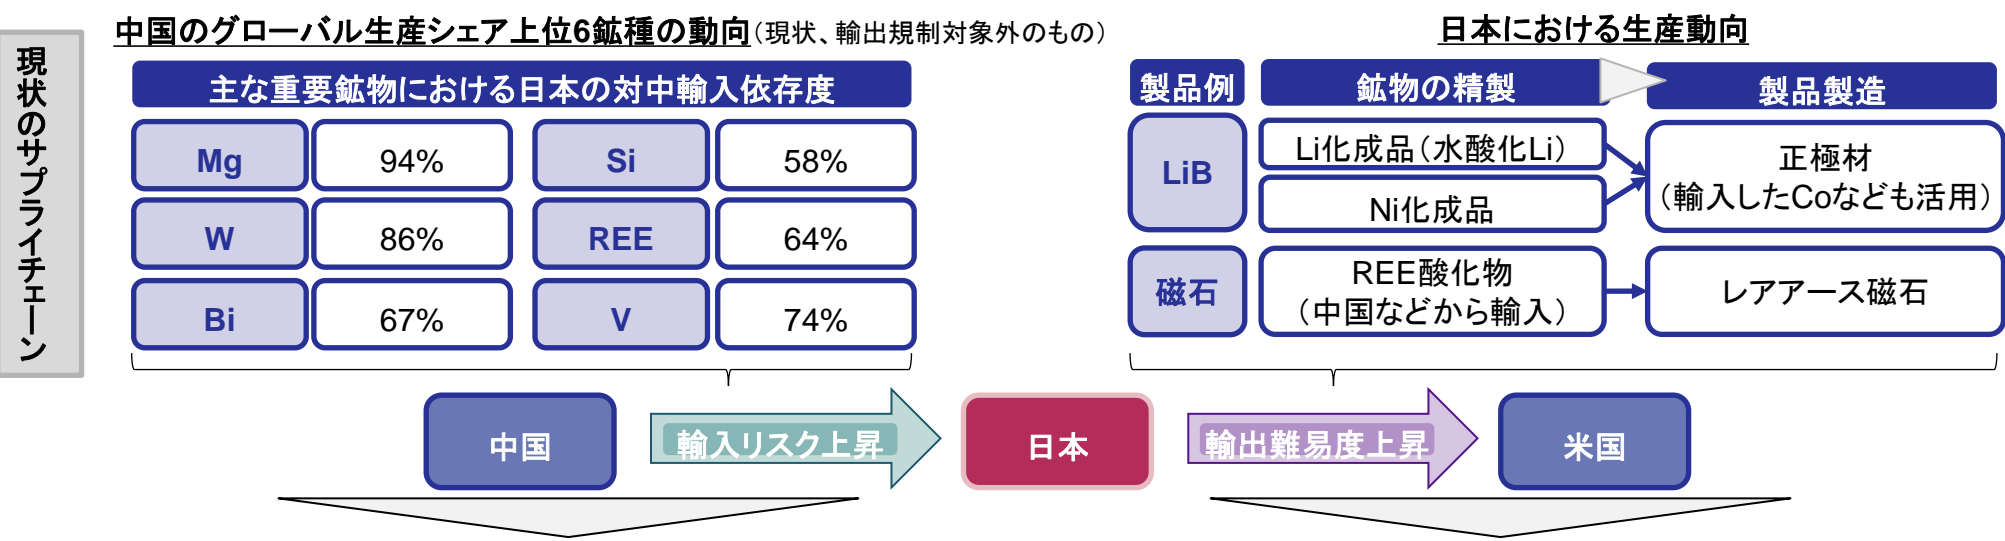 現状のサプライチェーン
中国のグローバル生産シェア上位6鉱種の動向(現状、輸出規制対象外のもの)
主な重要鉱物における日本の対中輸入依存度
Mg 94% Si 58%
W 86% REE 64%
Bi 67% V 74%
日本における生産動向
製品例 鉱物の精製 製品製造
LiB
Li化成品(水酸化Li)
Ni化成品
正極材
(輸入したCoなども活用)
磁石
REE酸化物
(中国などから輸入)
レアアース磁石
中国 輸入リスク上昇 日本 輸出難易度上昇 米国